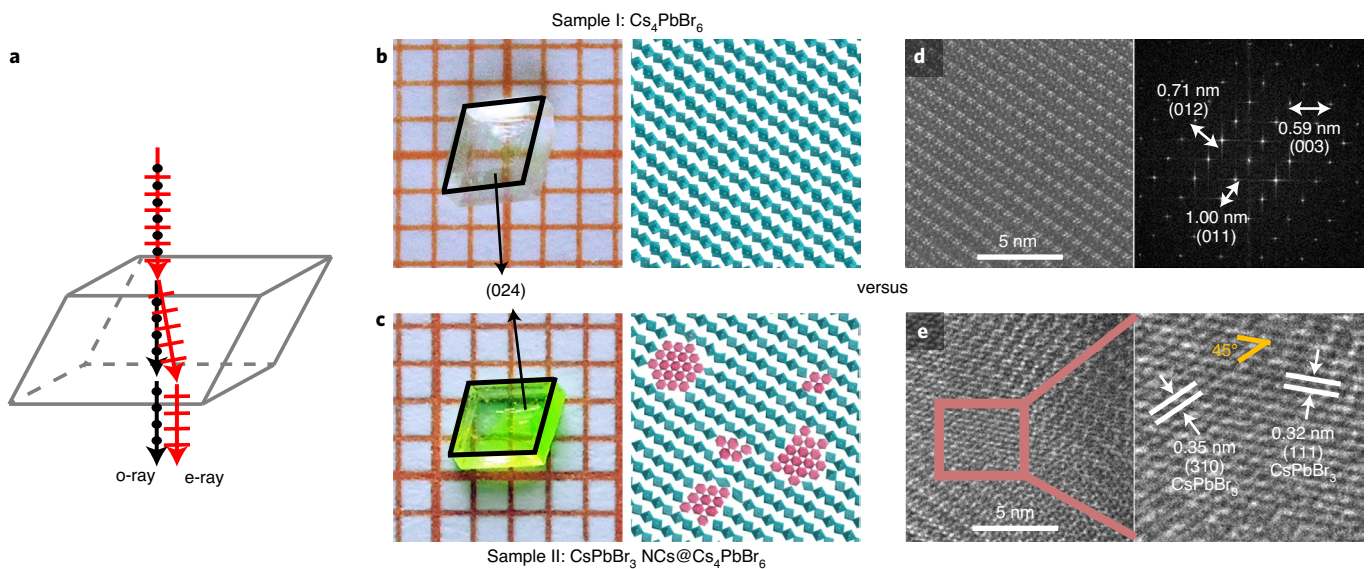 Sample I: Cs₄PbBr₆
a
b
d
0.71 nm
(012)
0.59 nm
(003)
1.00 nm
(011)
5 nm
(024)
versus
c
e
45°
0.35 nm
(310)
CsPbBr₃
0.32 nm
(111)
CsPbBr₃
5 nm
o-ray
e-ray
Sample II: CsPbBr₃ NCs@Cs₄PbBr₆